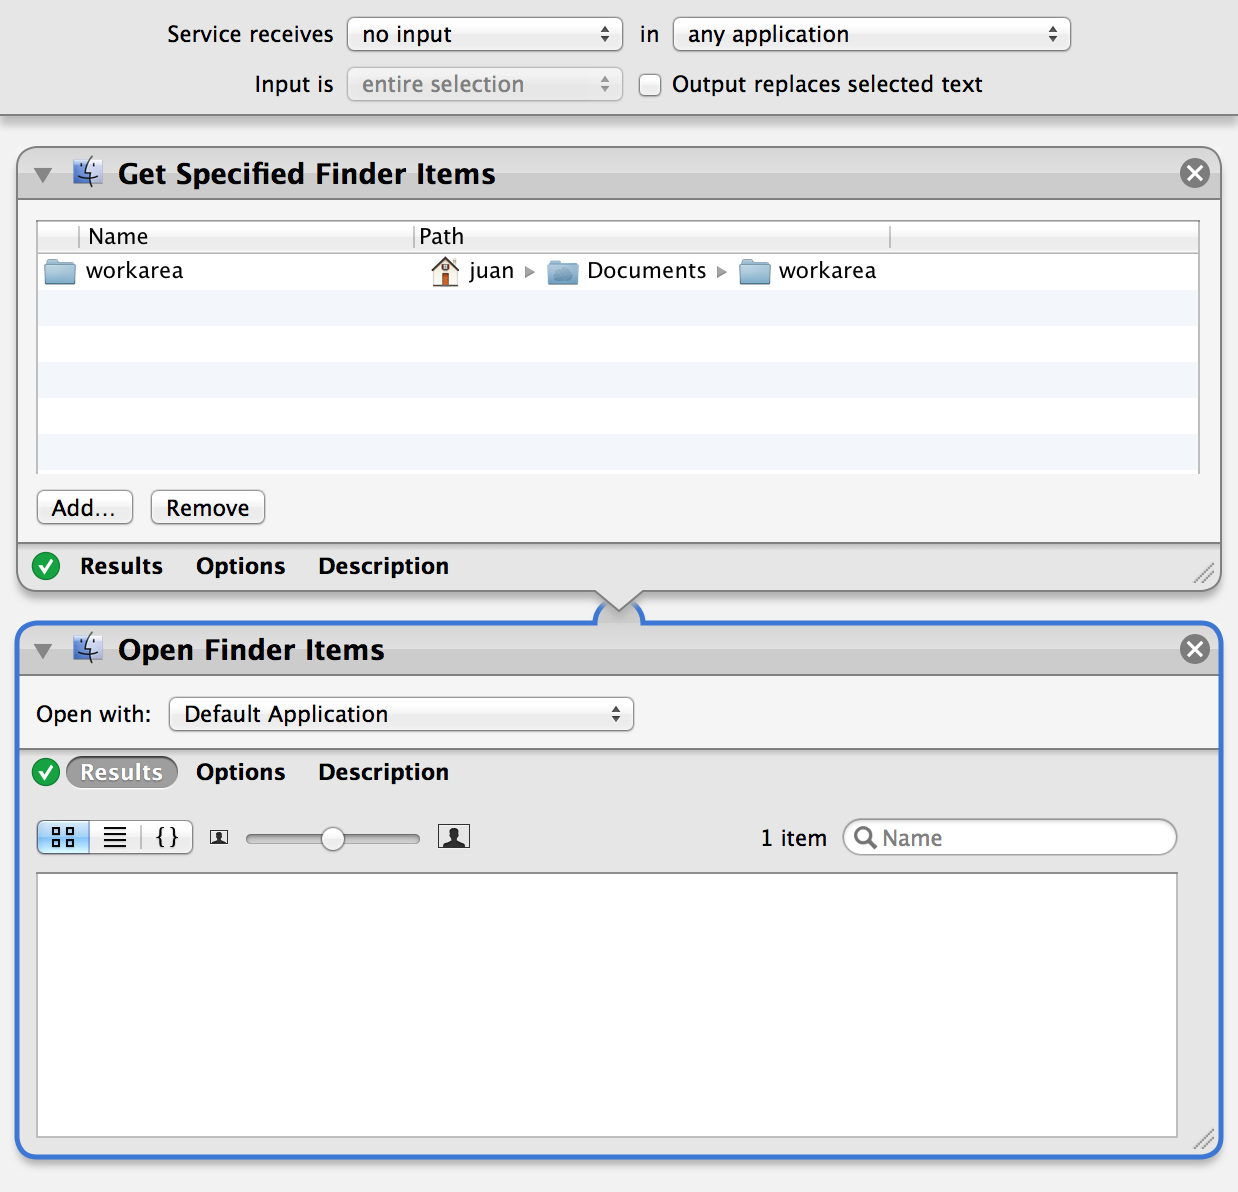 Service receives no input in any application
Input is entire selection Output replaces selected text
Get Specified Finder Items
Name Path
workarea juan Documents workarea
Add... Remove
Results Options Description
Open Finder Items
Open with: Default Application
Results Options Description
{} 1 item Name